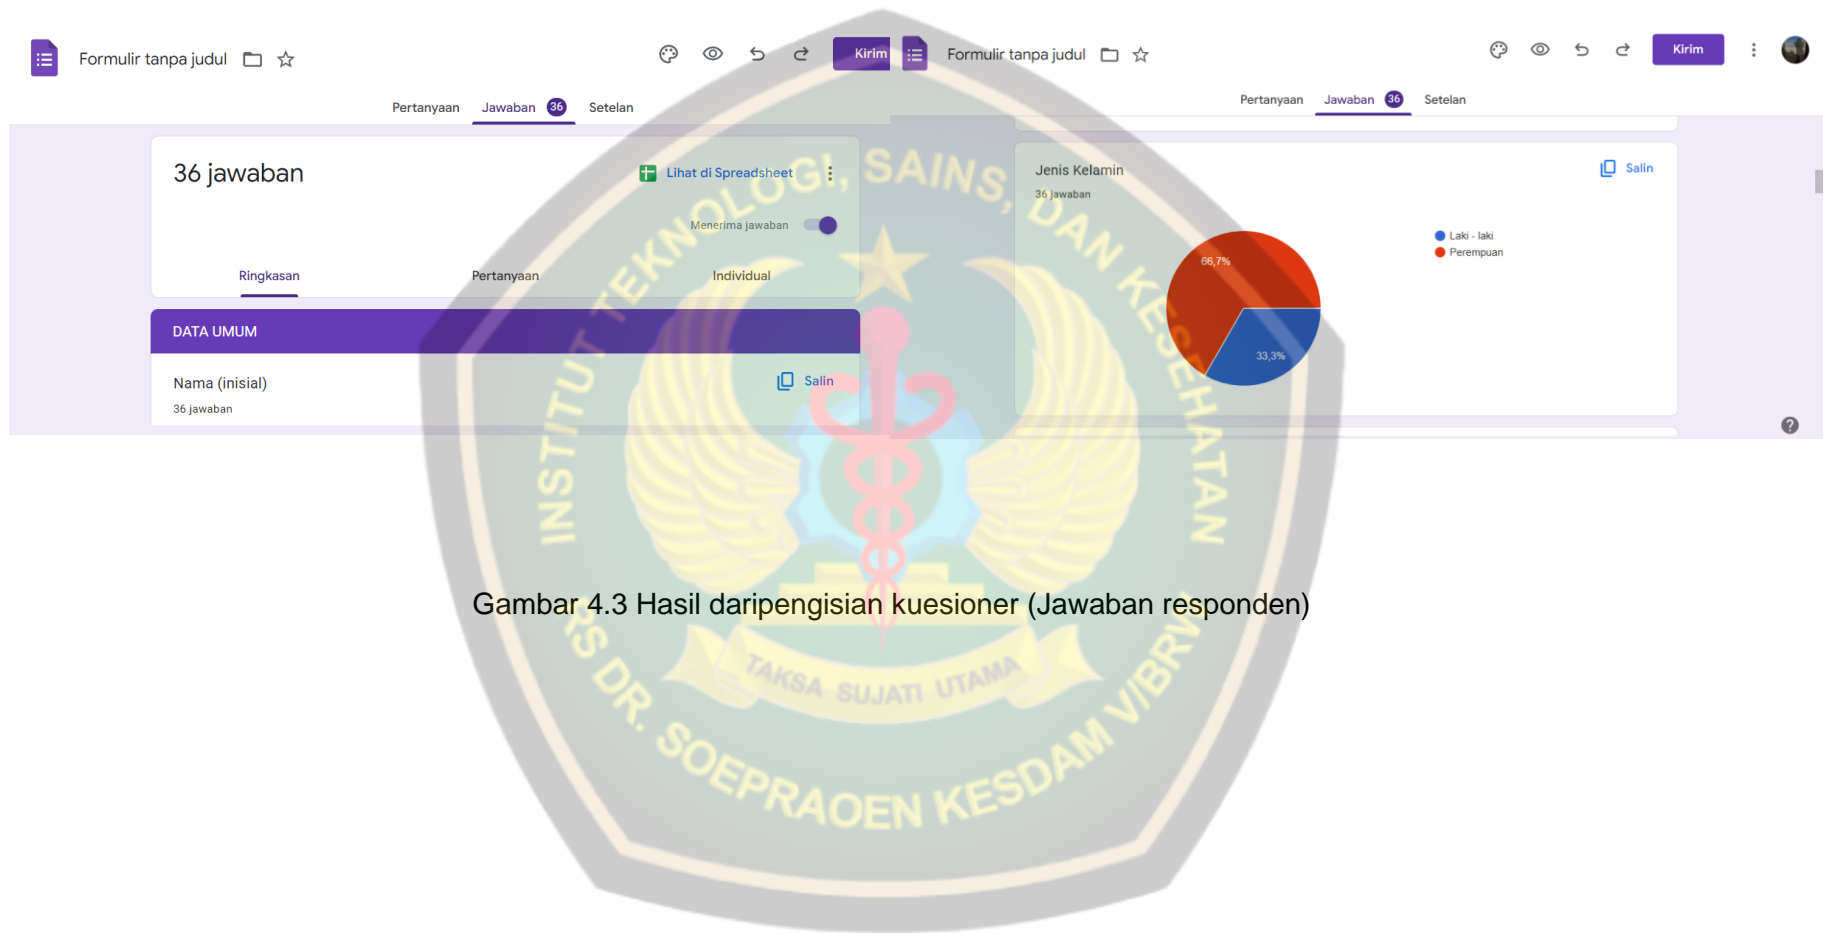 Formulir tanpa judul
Kirim
Pertanyaan Jawaban 36 Setelan
36 jawaban
Lihat di Spreadsheet
Menerima jawaban
Ringkasan Pertanyaan Individual
DATA UMUM
Nama (inisial)
Salin
36 jawaban
Formulir tanpa judul
Kirim
Pertanyaan Jawaban 36 Setelan
Jenis Kelamin
Salin
36 jawaban
Laki - laki
Perempuan
66,7%
33,3%
Gambar 4.3 Hasil daripengisian kuesioner (Jawaban responden)
INSTITUT TEKNOLOGI, SAINS, DAN KESEHATAN
TAKSA SUJATI UTAMA
RS DR. SOEPRAOEN KESDAM V/BRW